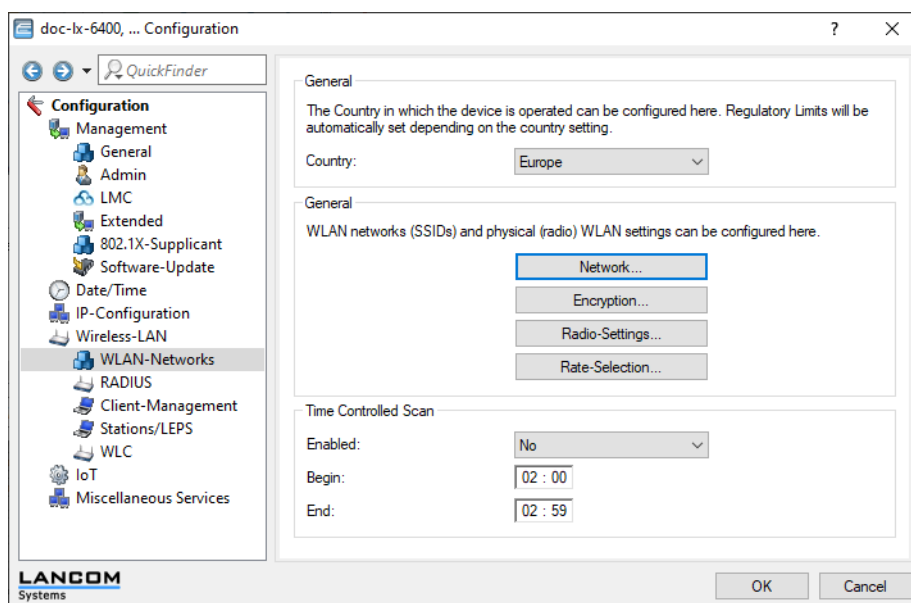 doc-lx-6400, ... Configuration
?
QuickFinder
Configuration
Management
General
Admin
LMC
Extended
802.1X-Supplicant
Software-Update
Date/Time
IP-Configuration
Wireless-LAN
WLAN-Networks
RADIUS
Client-Management
Stations/LEPS
WLC
IoT
Miscellaneous Services
General
The Country in which the device is operated can be configured here. Regulatory Limits will be
automatically set depending on the country setting.
Country: Europe
General
WLAN networks (SSIDs) and physical (radio) WLAN settings can be configured here.
Network...
Encryption...
Radio-Settings...
Rate-Selection...
Time Controlled Scan
Enabled: No
Begin: 02 : 00
End: 02 : 59
LANCOM
Systems
OK Cancel